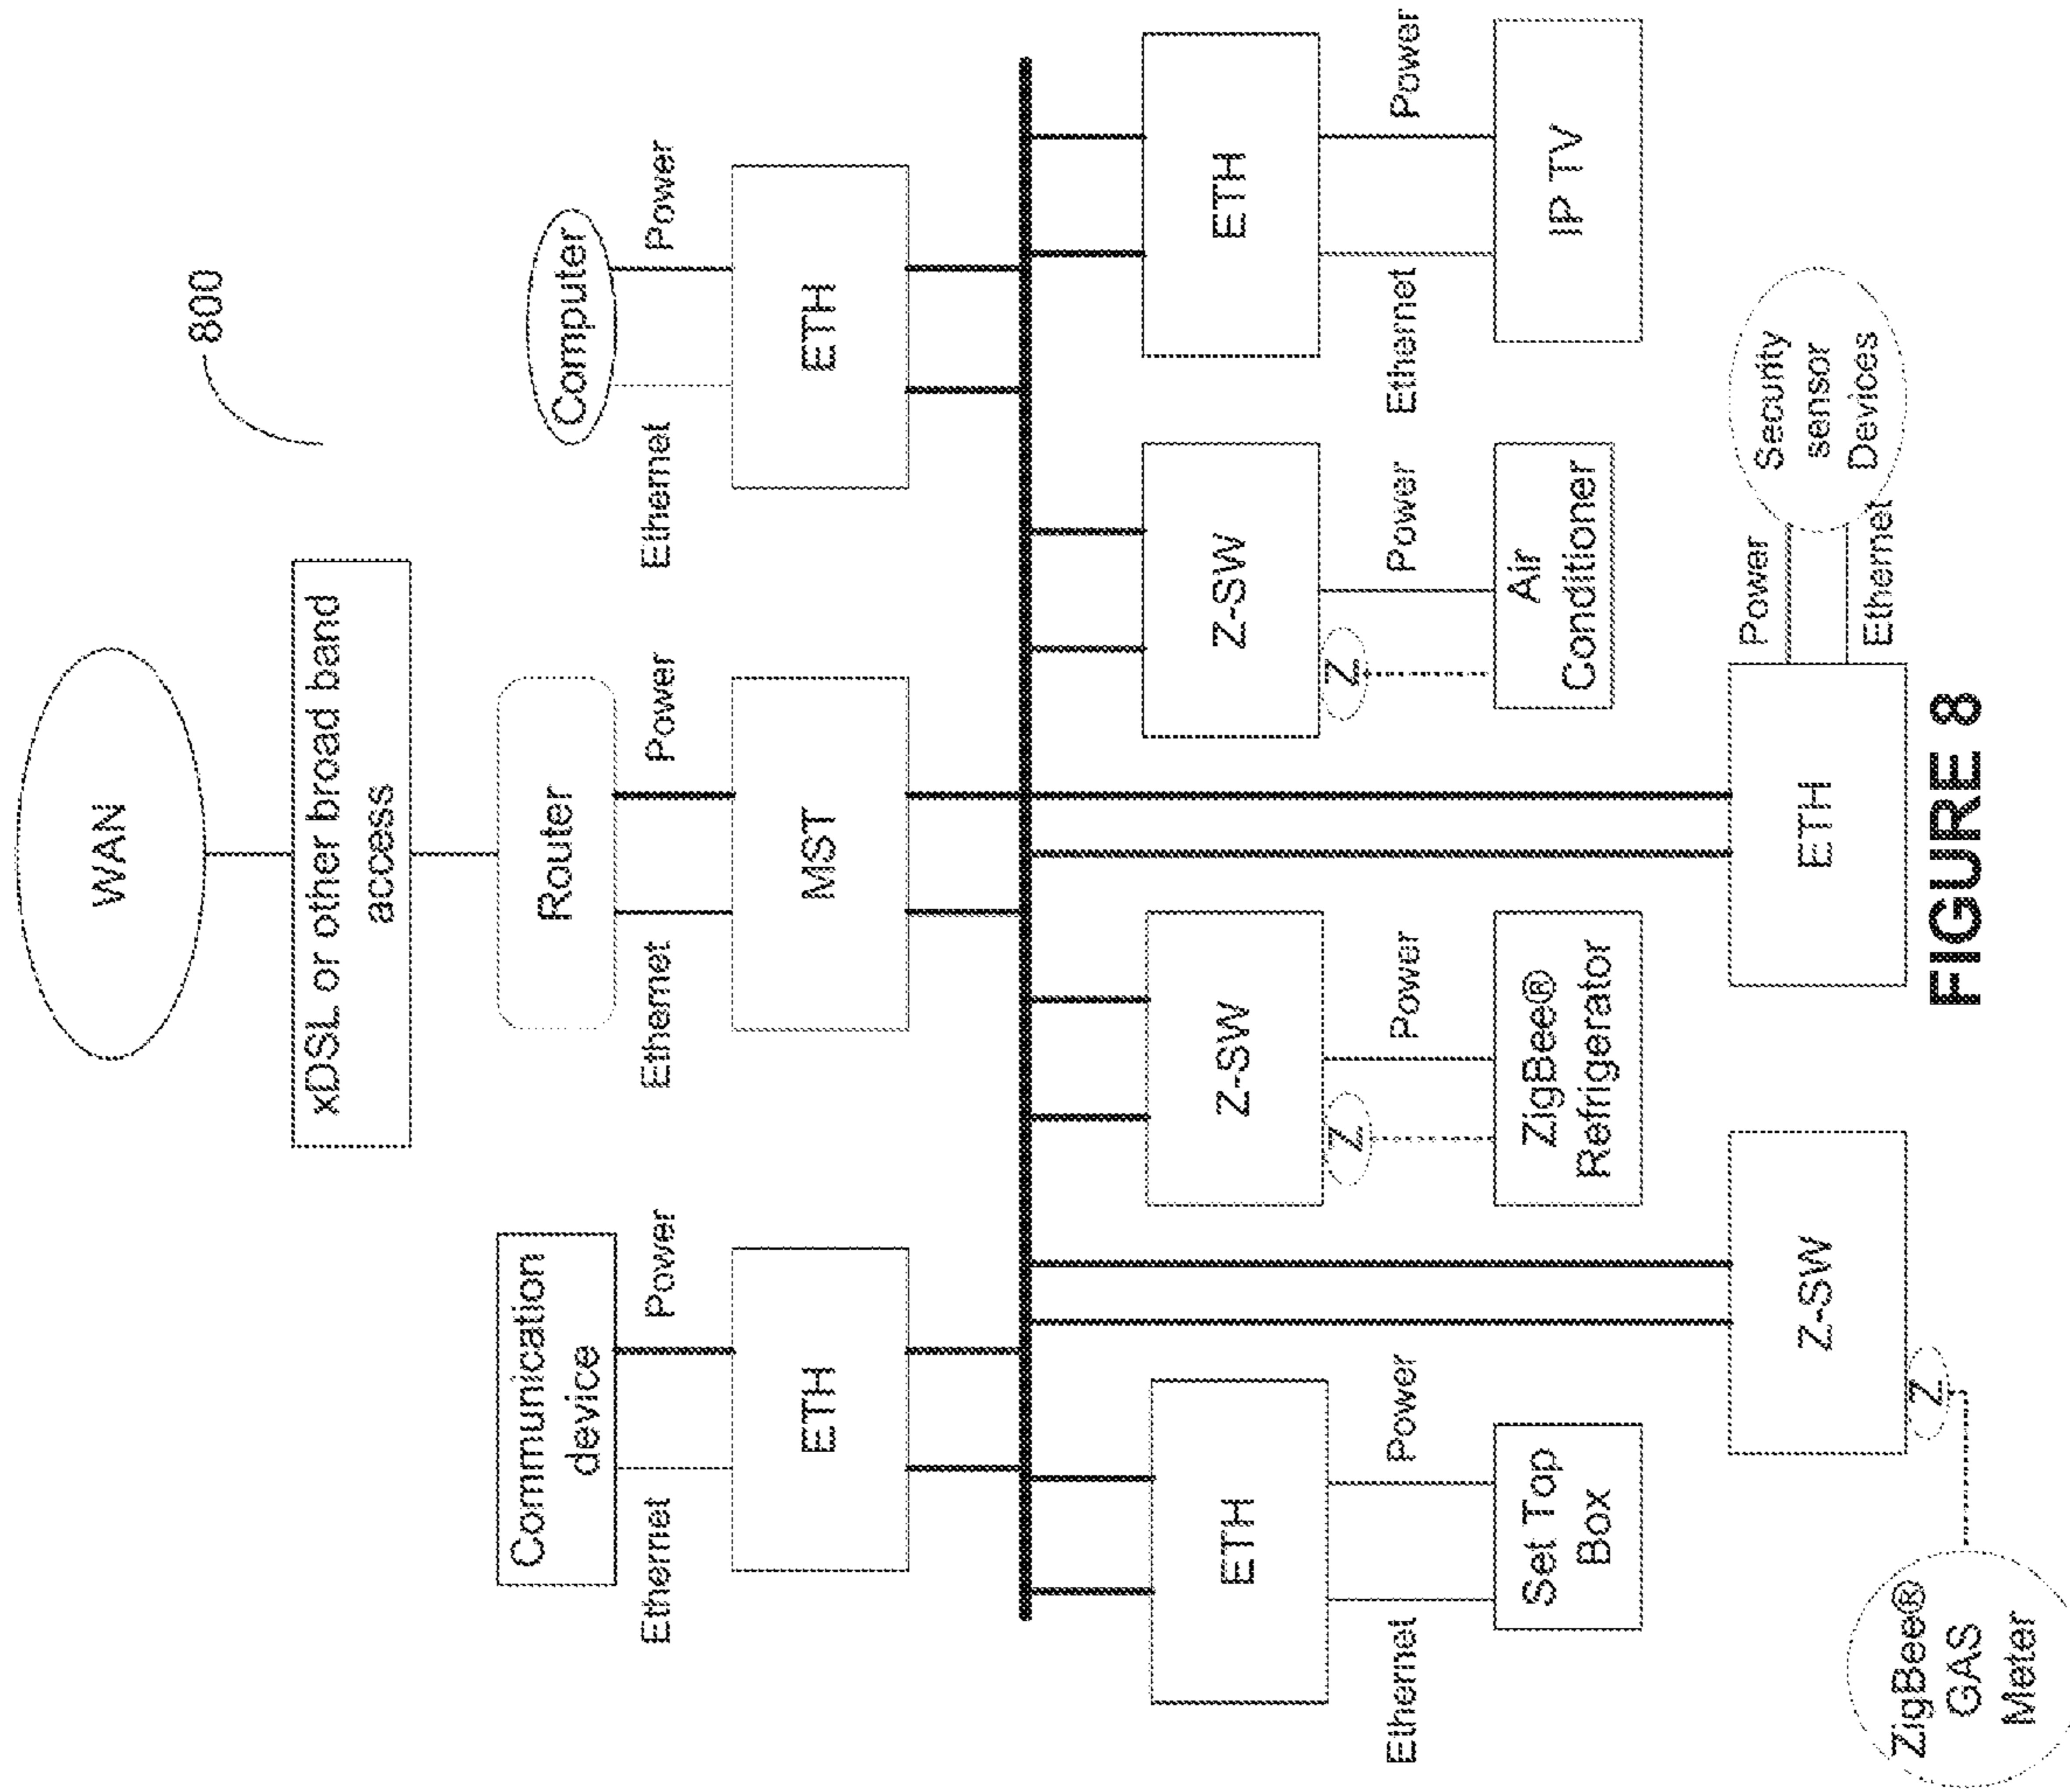 800
WAN
xDSL or other broad band
access
Communication
device
Router
Computer
Ethernet
Power
Ethernet
Power
Ethernet
Power
ETH
MST
ETH
ETH
Z-SW
Z-SW
ETH
Z
Z
Ethernet
Power
Power
Power
Ethernet
Power
Set Top
Box
ZigBee®
Refrigerator
Air
Conditioner
IP TV
Z-SW
Z
ETH
Power
Ethernet
Security
sensor
Devices
ZigBee®
GAS
Meter
FIGURE 8